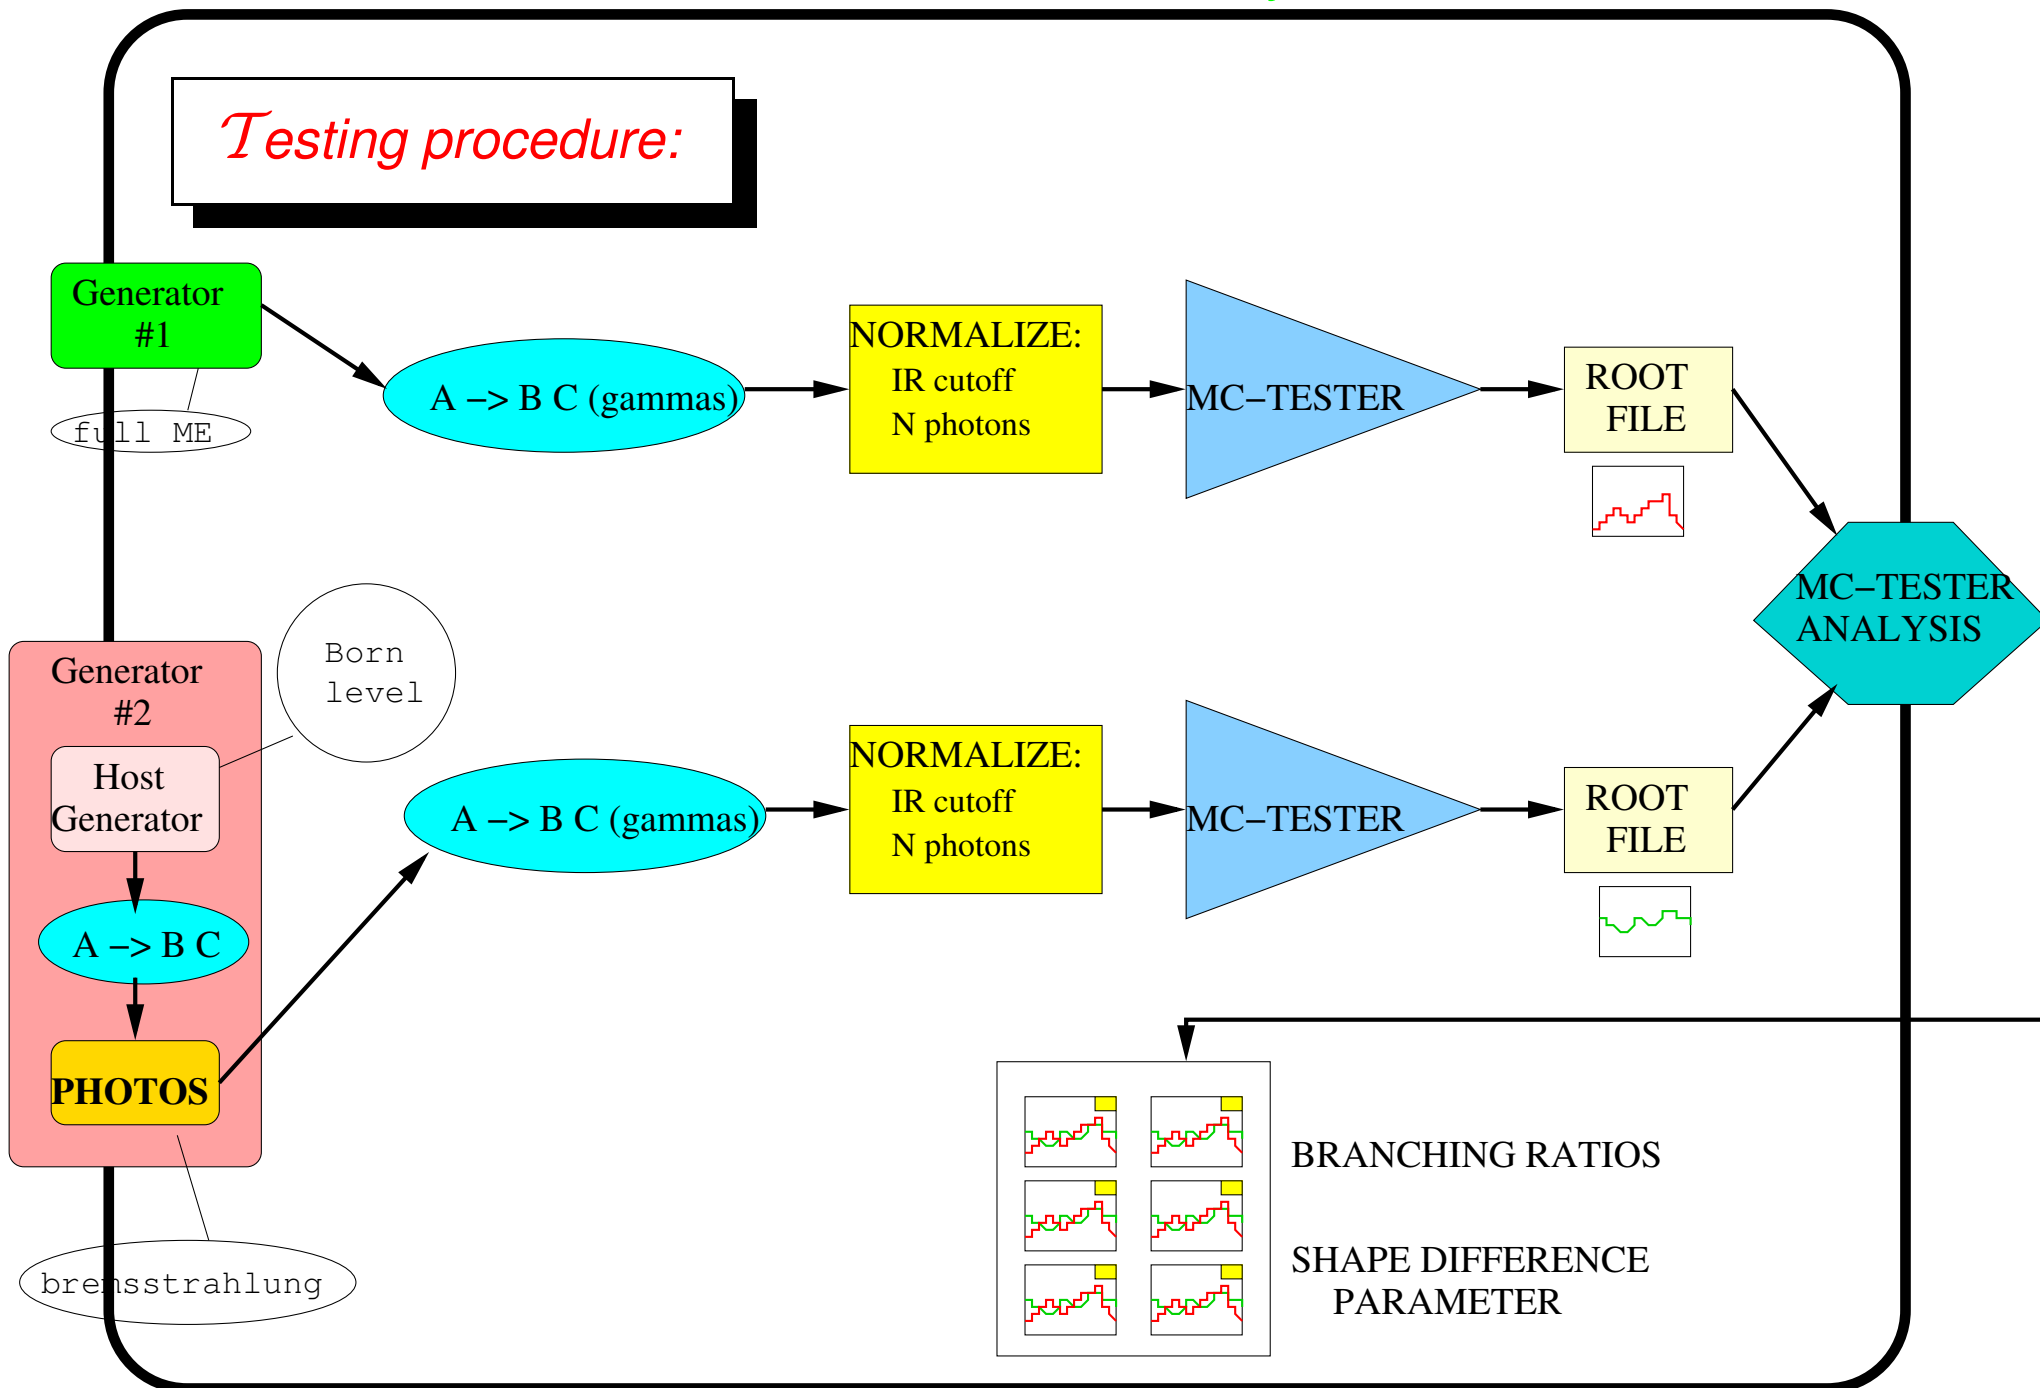 Testing procedure:
Generator
#1
full ME
A −> B C (gammas)
NORMALIZE:
IR cutoff
N photons
MC−TESTER
ROOT
FILE
MC−TESTER
ANALYSIS
Generator
#2
Born
level
Host
Generator
A −> B C
PHOTOS
bremsstrahlung
A −> B C (gammas)
NORMALIZE:
IR cutoff
N photons
MC−TESTER
ROOT
FILE
BRANCHING RATIOS
SHAPE DIFFERENCE
PARAMETER